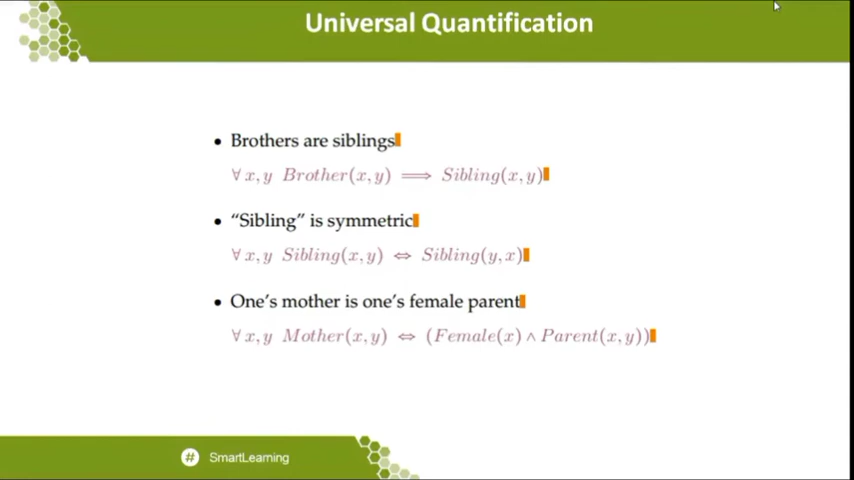 Universal Quantification
• Brothers are siblings
∀ x, y Brother(x, y) ⟹ Sibling(x, y)
• “Sibling” is symmetric
∀ x, y Sibling(x, y) ⇔ Sibling(y, x)
• One’s mother is one’s female parent
∀ x, y Mother(x, y) ⇔ (Female(x) ∧ Parent(x, y))
# SmartLearning